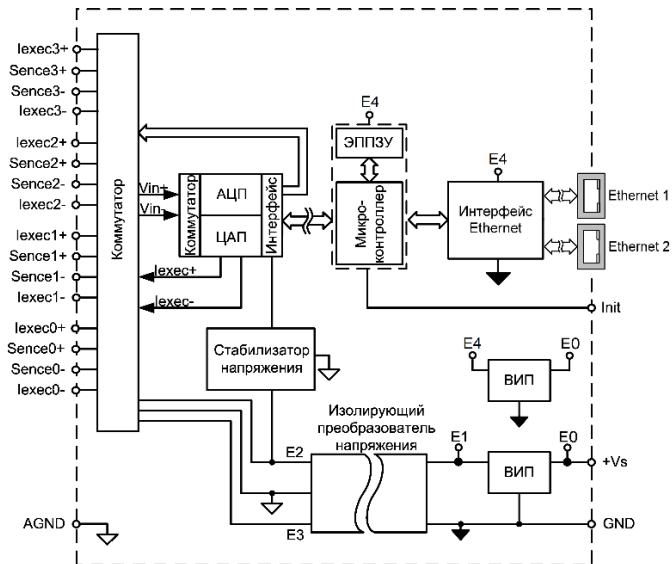 Iexec3+
Sence3+
Sence3-
Iexec3-
Iexec2+
Sence2+
Sence2-
Iexec2-
Iexec1+
Sence1+
Sence1-
Iexec1-
Iexec0+
Sence0+
Sence0-
Iexec0-
AGND
Коммутатор
Vin+
Vin-
Iexec+
Iexec-
Коммутатор
АЦП
ЦАП
Интерфейс
Стабилизатор
напряжения
E4
ЭППЗУ
Микро-
контроллер
E4
Интерфейс
Ethernet
Ethernet 1
Ethernet 2
Init
E4
E0
ВИП
Изолирующий
преобразователь
напряжения
E2
E3
E1
E0
ВИП
+Vs
GND